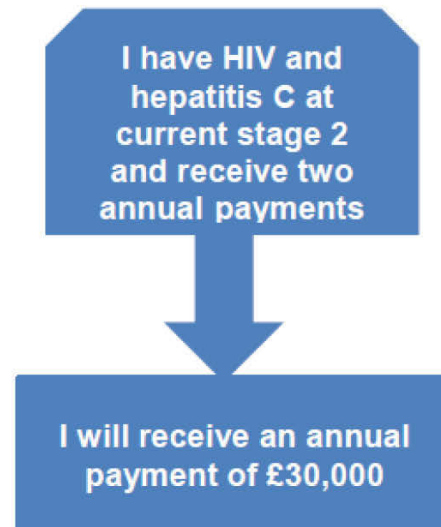 I have HIV and
hepatitis C at
current stage 2
and receive two
annual payments
I will receive an annual
payment of £30,000